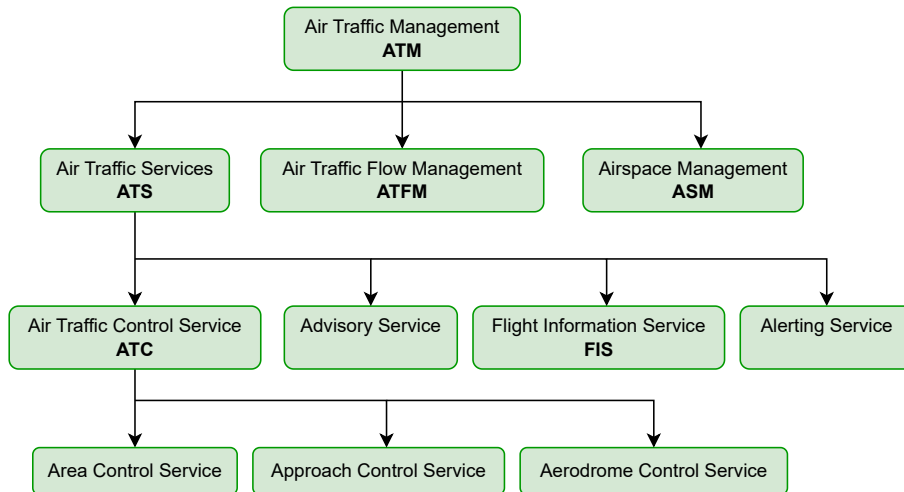 Air Traffic Management
ATM
Air Traffic Services
ATS
Air Traffic Flow Management
ATFM
Airspace Management
ASM
Air Traffic Control Service
ATC
Advisory Service
Flight Information Service
FIS
Alerting Service
Area Control Service
Approach Control Service
Aerodrome Control Service